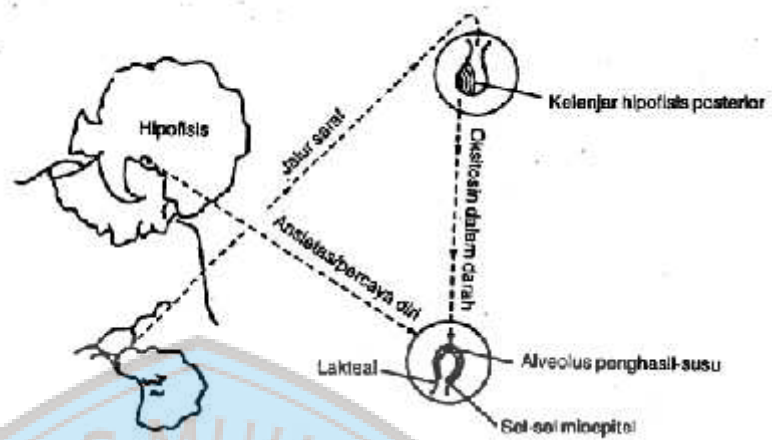 Hipofisis
Kelenjar hipofisis posterior
Jalur saraf
Oksitosin dalam darah
Ansietas/percaya diri
Lakteal
Alveolus penghasil-susu
Sel-sel mioepitel